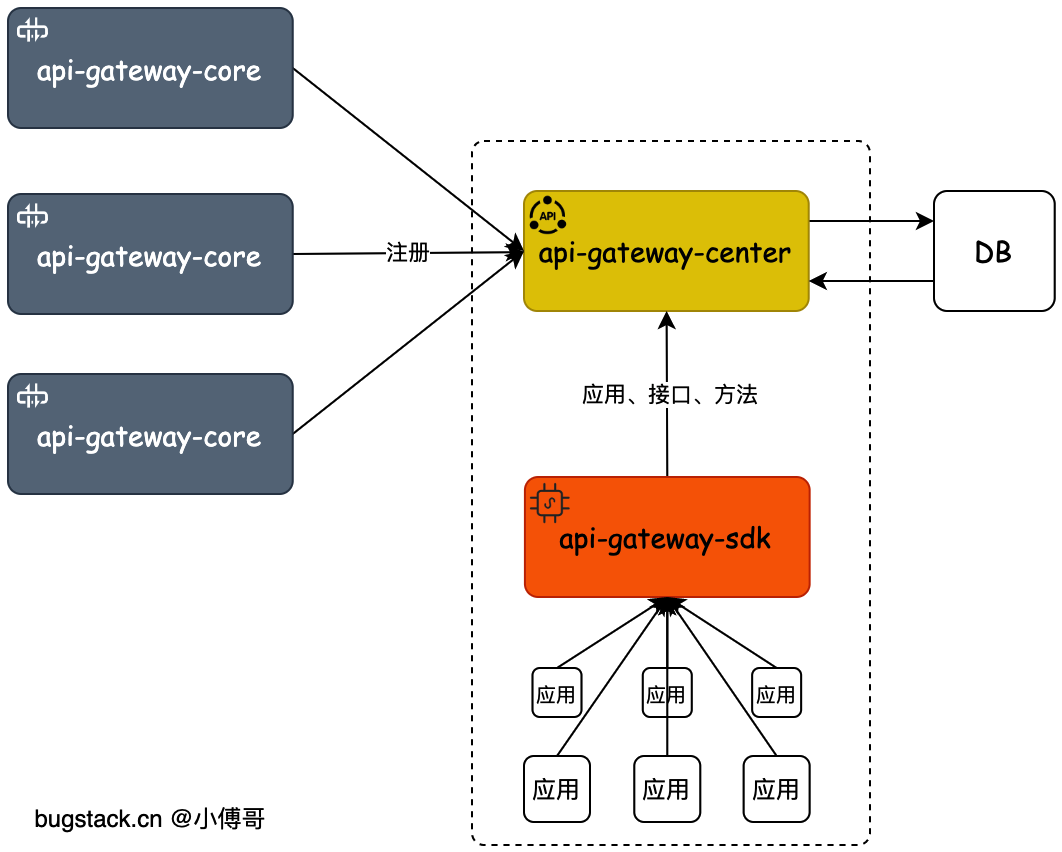 api-gateway-core
api-gateway-core
注册
api-gateway-core
API
api-gateway-center
DB
应用、接口、方法
api-gateway-sdk
应用
应用
应用
应用
应用
应用
bugstack.cn @小傅哥